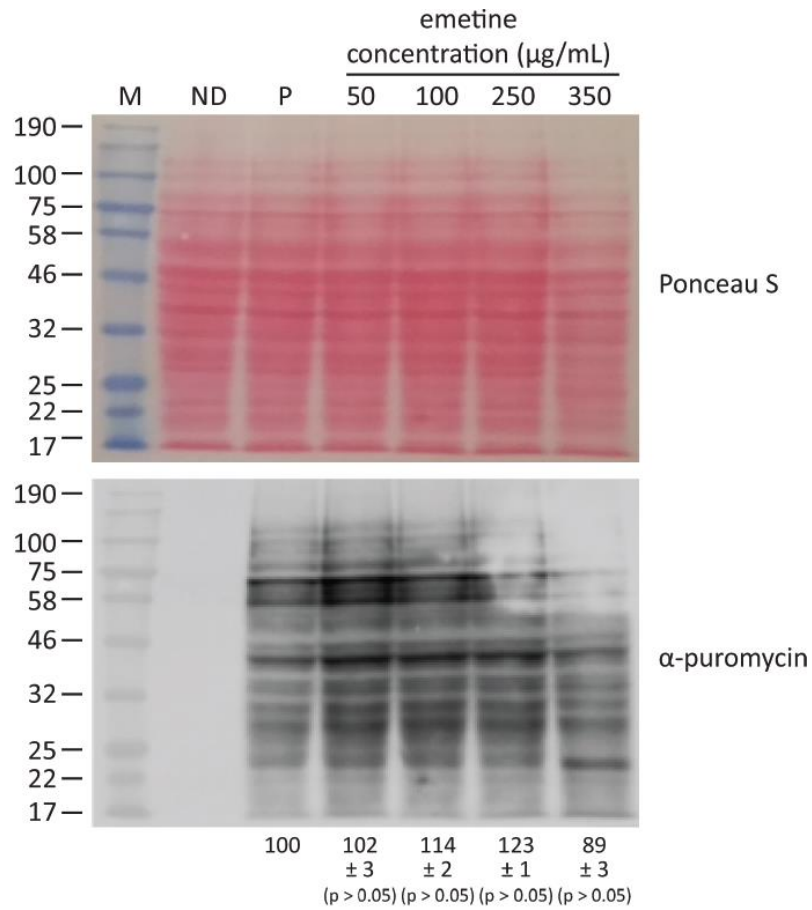 emetine
concentration (µg/mL)
M ND P 50 100 250 350
190
100
75
58
46
32
25
22
17
Ponceau S
190
100
75
58
46
32
25
22
17
α-puromycin
100 102 114 123 89
± 3 ± 2 ± 1 ± 3
(p > 0.05) (p > 0.05) (p > 0.05) (p > 0.05)